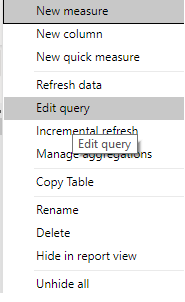 New measure
New column
New quick measure
Refresh data
Edit query
Incremental refresh
Edit query
Manage aggregations
Copy Table
Rename
Delete
Hide in report view
Unhide all